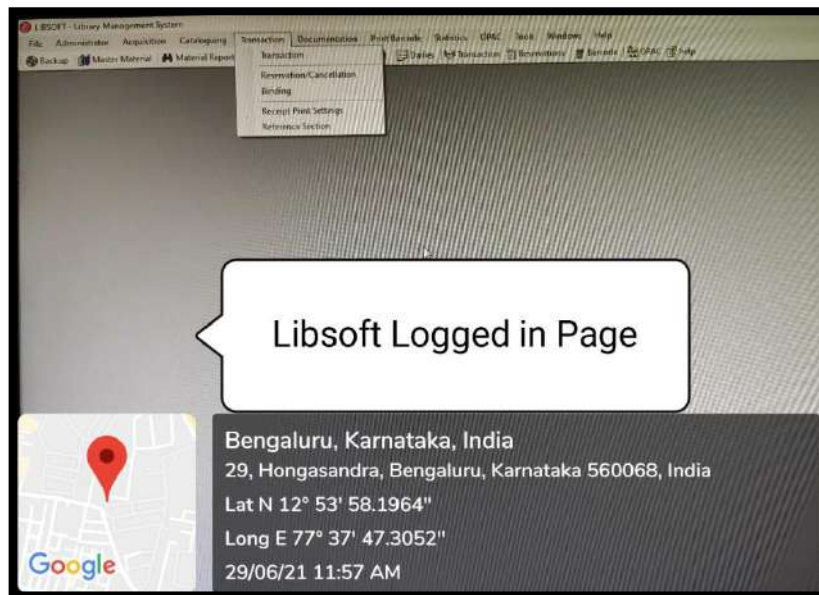 LIBSOFT - Library Management System
File Administrator Acquisition Cataloguing Transaction Documentation Print Barcode Statistics OPAC Tools Windows Help
Backup Master Material Material Report Dailies Transaction Reservations Barcode OPAC Help
Transaction
Reservation/Cancellation
Binding
Receipt Print Settings
Reference Section
Libsoft Logged in Page
Bengaluru, Karnataka, India
29, Hongasandra, Bengaluru, Karnataka 560068, India
Lat N 12° 53' 58.1964"
Long E 77° 37' 47.3052"
29/06/21 11:57 AM
Google